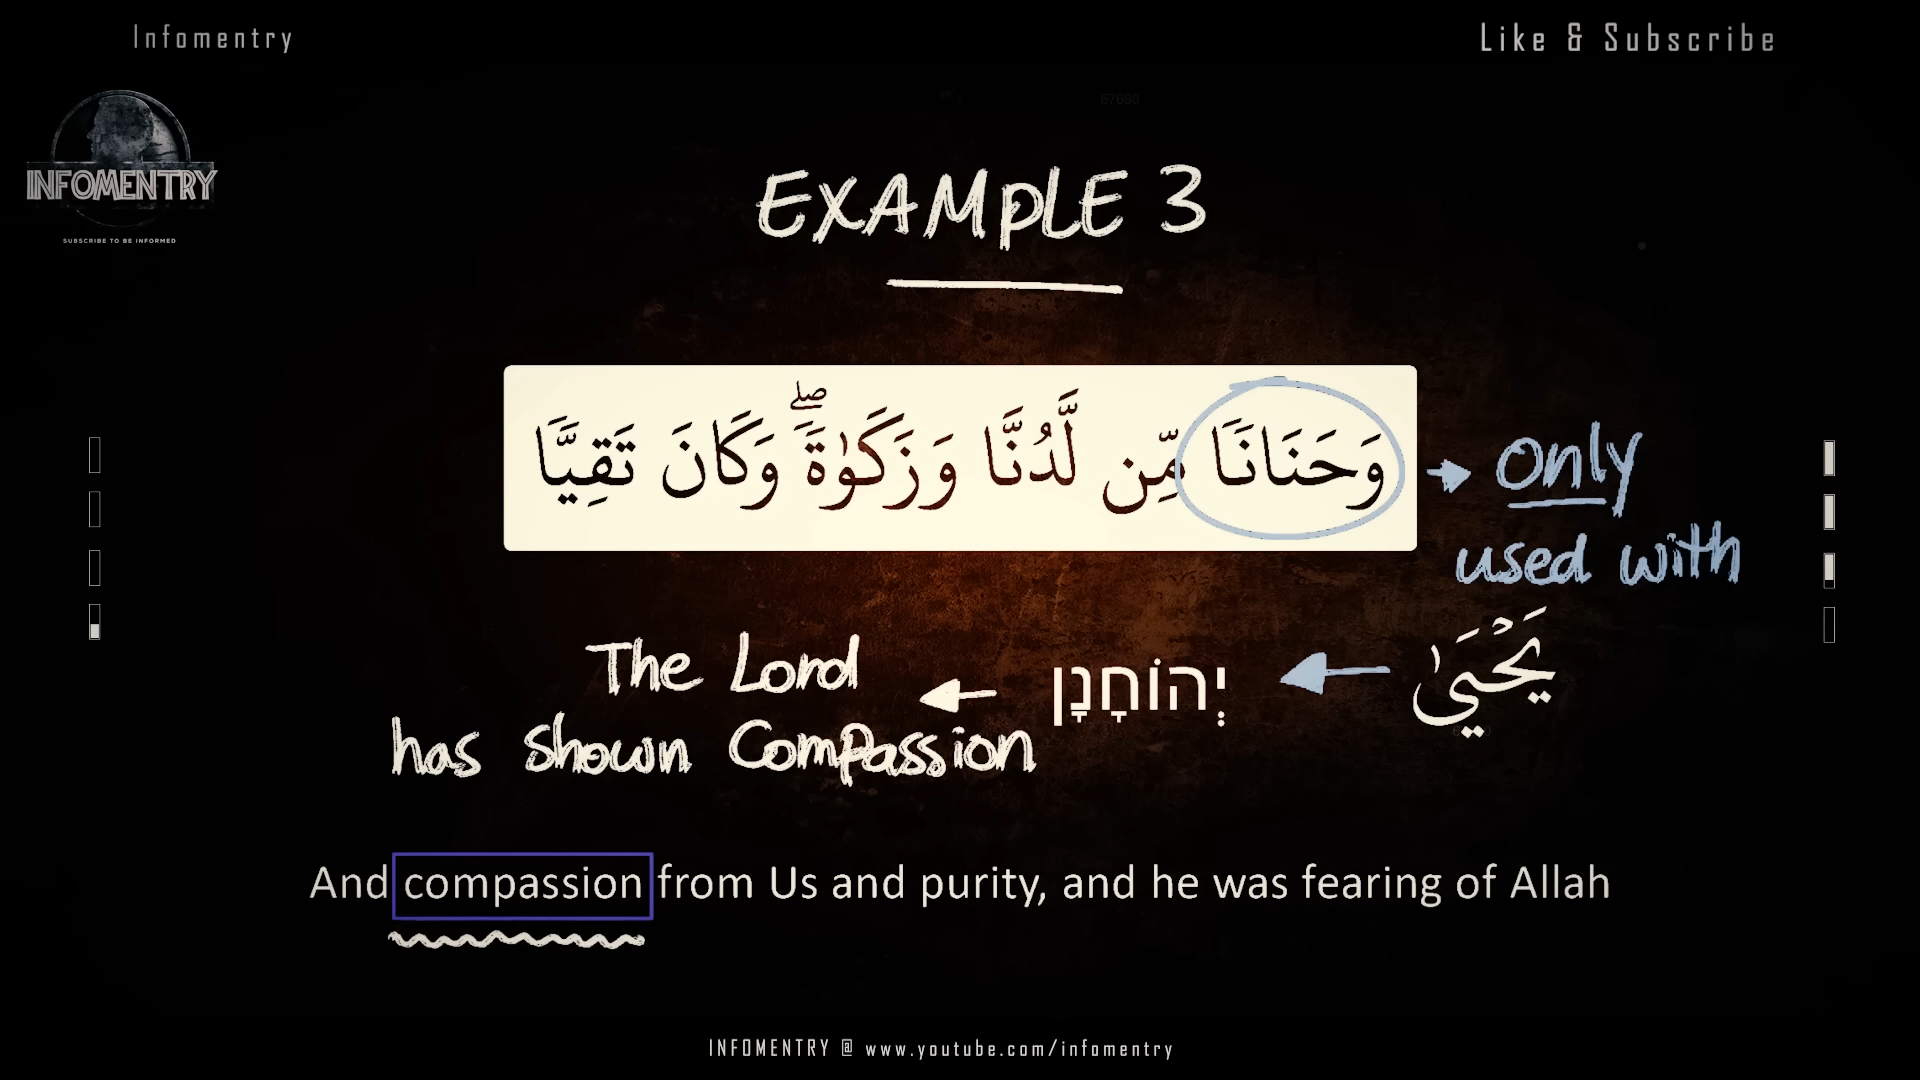 Infomentry
Like & Subscribe
67690
INFOMENTRY
SUBSCRIBE TO BE INFORMED
EXAMPLE 3
وَحَنَانًا مِّن لَّدُنَّا وَزَكَوٰةً ۖ وَكَانَ تَقِيًّا
only
used with
يَحْيَىٰ
יְהוֹחָנָן
The Lord
has shown Compassion
And compassion from Us and purity, and he was fearing of Allah
INFOMENTRY @ www.youtube.com/infomentry